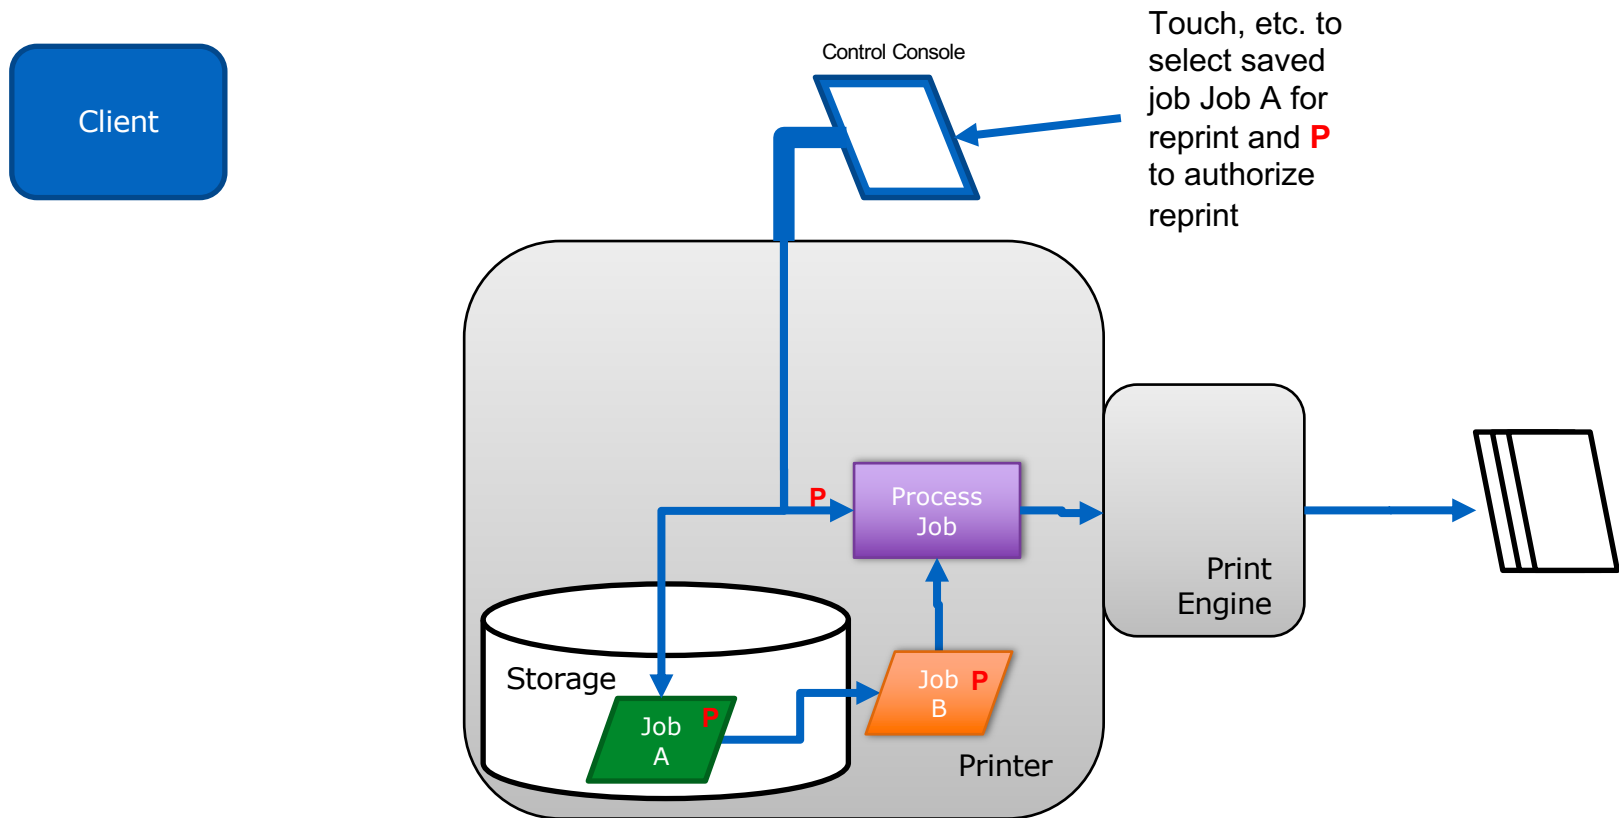 Client
Control Console
Touch, etc. to
select saved
job Job A for
reprint and P
to authorize
reprint
P
Process
Job
Print
Engine
Storage
Job
A
P
Job
B
P
Printer